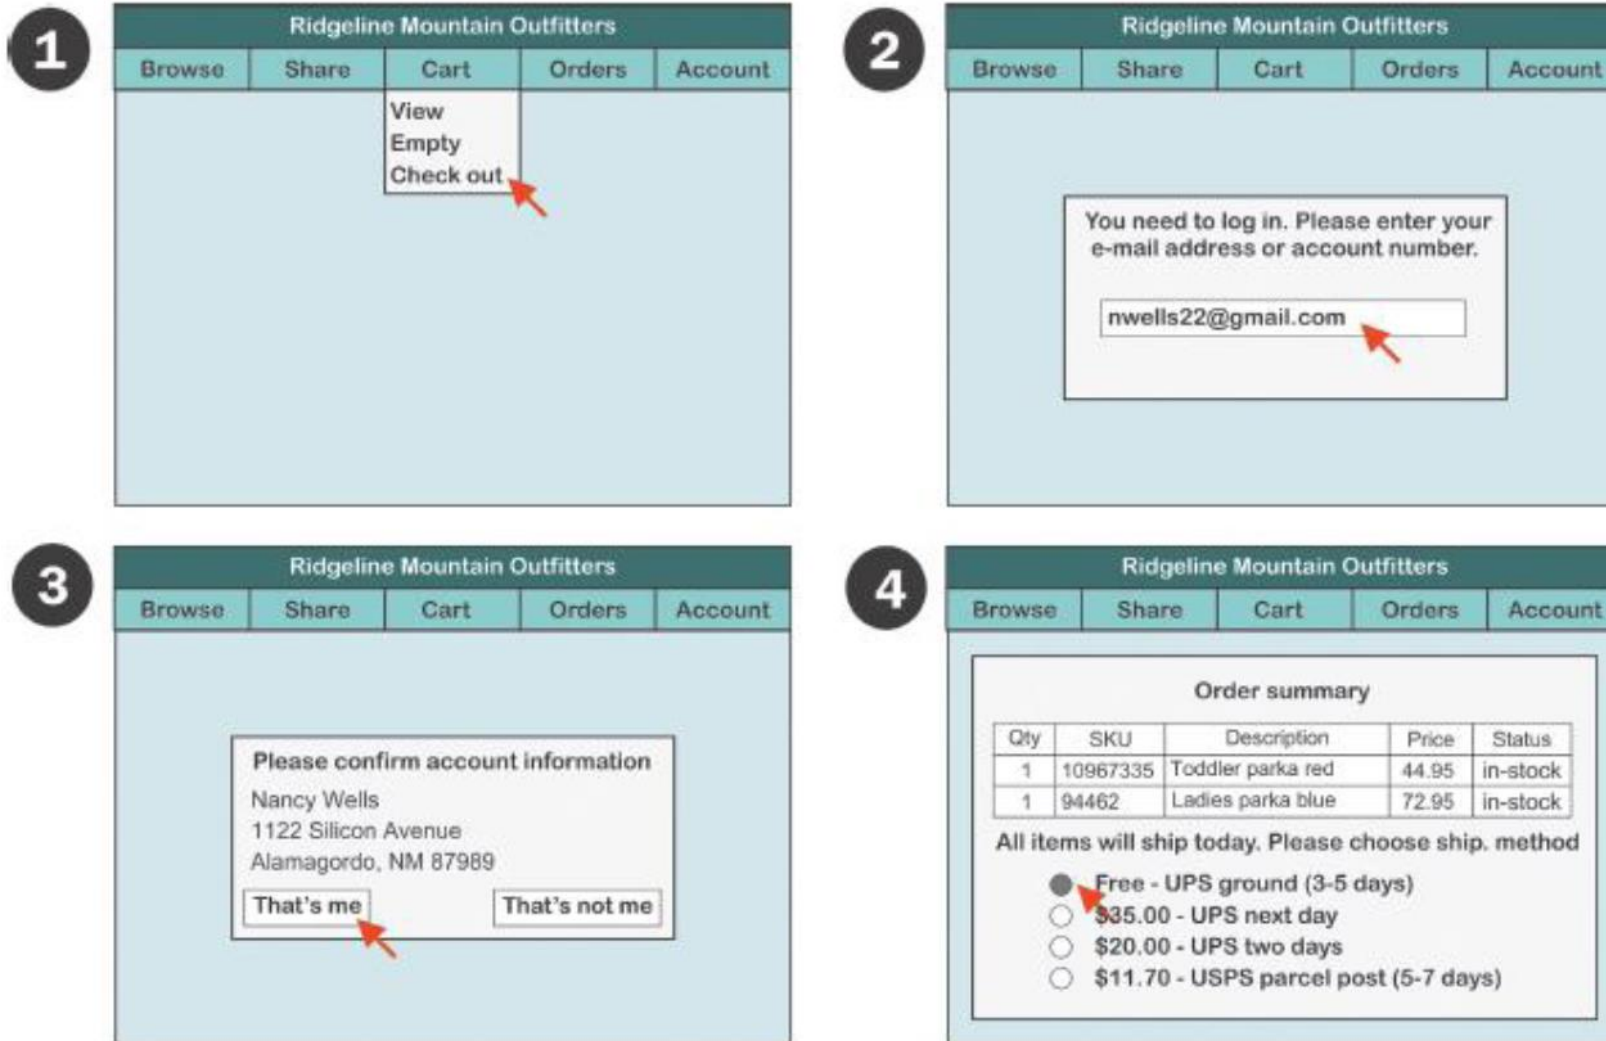 1
Ridgeline Mountain Outfitters
Browse Share Cart Orders Account
View
Empty
Check out
2
Ridgeline Mountain Outfitters
Browse Share Cart Orders Account
You need to log in. Please enter your
e-mail address or account number.
nwells22@gmail.com
3
Ridgeline Mountain Outfitters
Browse Share Cart Orders Account
Please confirm account information
Nancy Wells
1122 Silicon Avenue
Alamagordo, NM 87989
That's me That's not me
4
Ridgeline Mountain Outfitters
Browse Share Cart Orders Account
Order summary
Qty SKU Description Price Status
1 10967335 Toddler parka red 44.95 in-stock
1 94462 Ladies parka blue 72.95 in-stock
All items will ship today. Please choose ship. method
Free - UPS ground (3-5 days)
$35.00 - UPS next day
$20.00 - UPS two days
$11.70 - USPS parcel post (5-7 days)